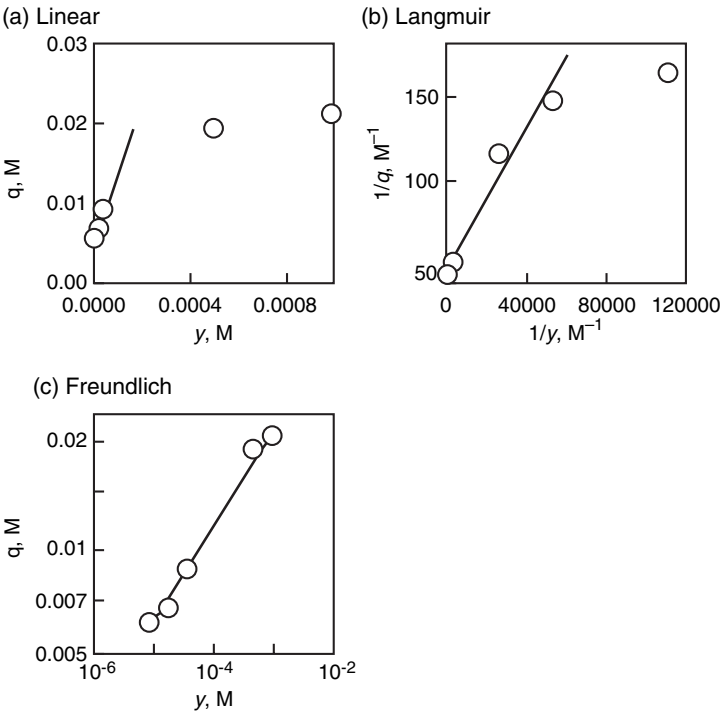 (a) Linear
0.03
0.02
0.01
0.00
q, M
0.0000 0.0004 0.0008
y, M
(b) Langmuir
150
100
50
1/q, M⁻¹
0 40000 80000 120000
1/y, M⁻¹
(c) Freundlich
0.02
0.01
0.007
0.005
q, M
10⁻⁶ 10⁻⁴ 10⁻²
y, M